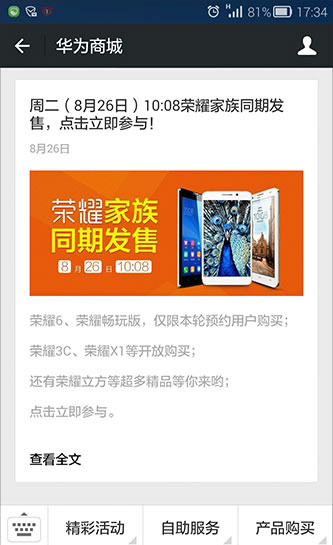 81% 17:34
华为商城
周二（8月26日）10:08荣耀家族同期发
售，点击立即参与！
8月26日
荣耀家族
同期发售
8月26日10:08
荣耀6、荣耀畅玩版，仅限本轮预约用户购买；
荣耀3C、荣耀X1等开放购买；
还有荣耀立方等超多精品等你来哟；
点击立即参与。
查看全文
精彩活动 自助服务 产品购买